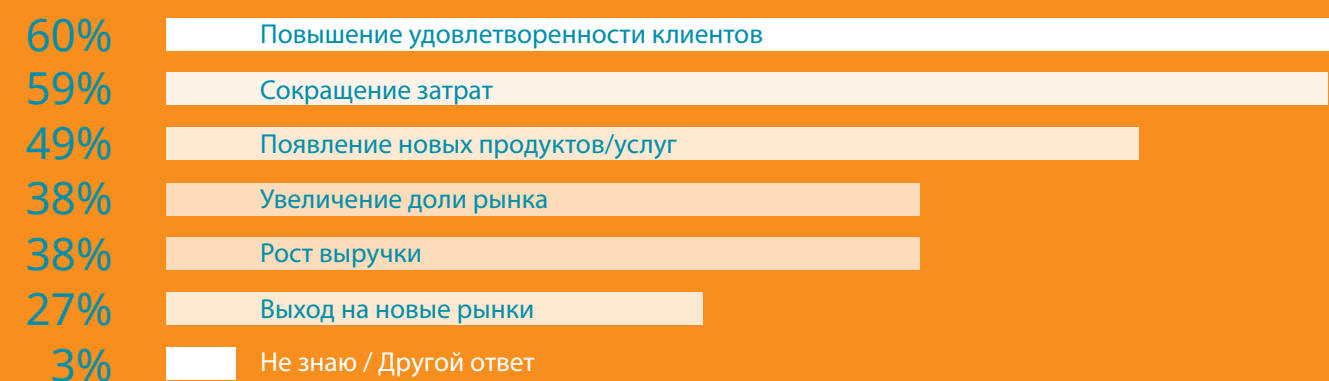 60% Повышение удовлетворенности клиентов
59% Сокращение затрат
49% Появление новых продуктов/услуг
38% Увеличение доли рынка
38% Рост выручки
27% Выход на новые рынки
3% Не знаю / Другой ответ